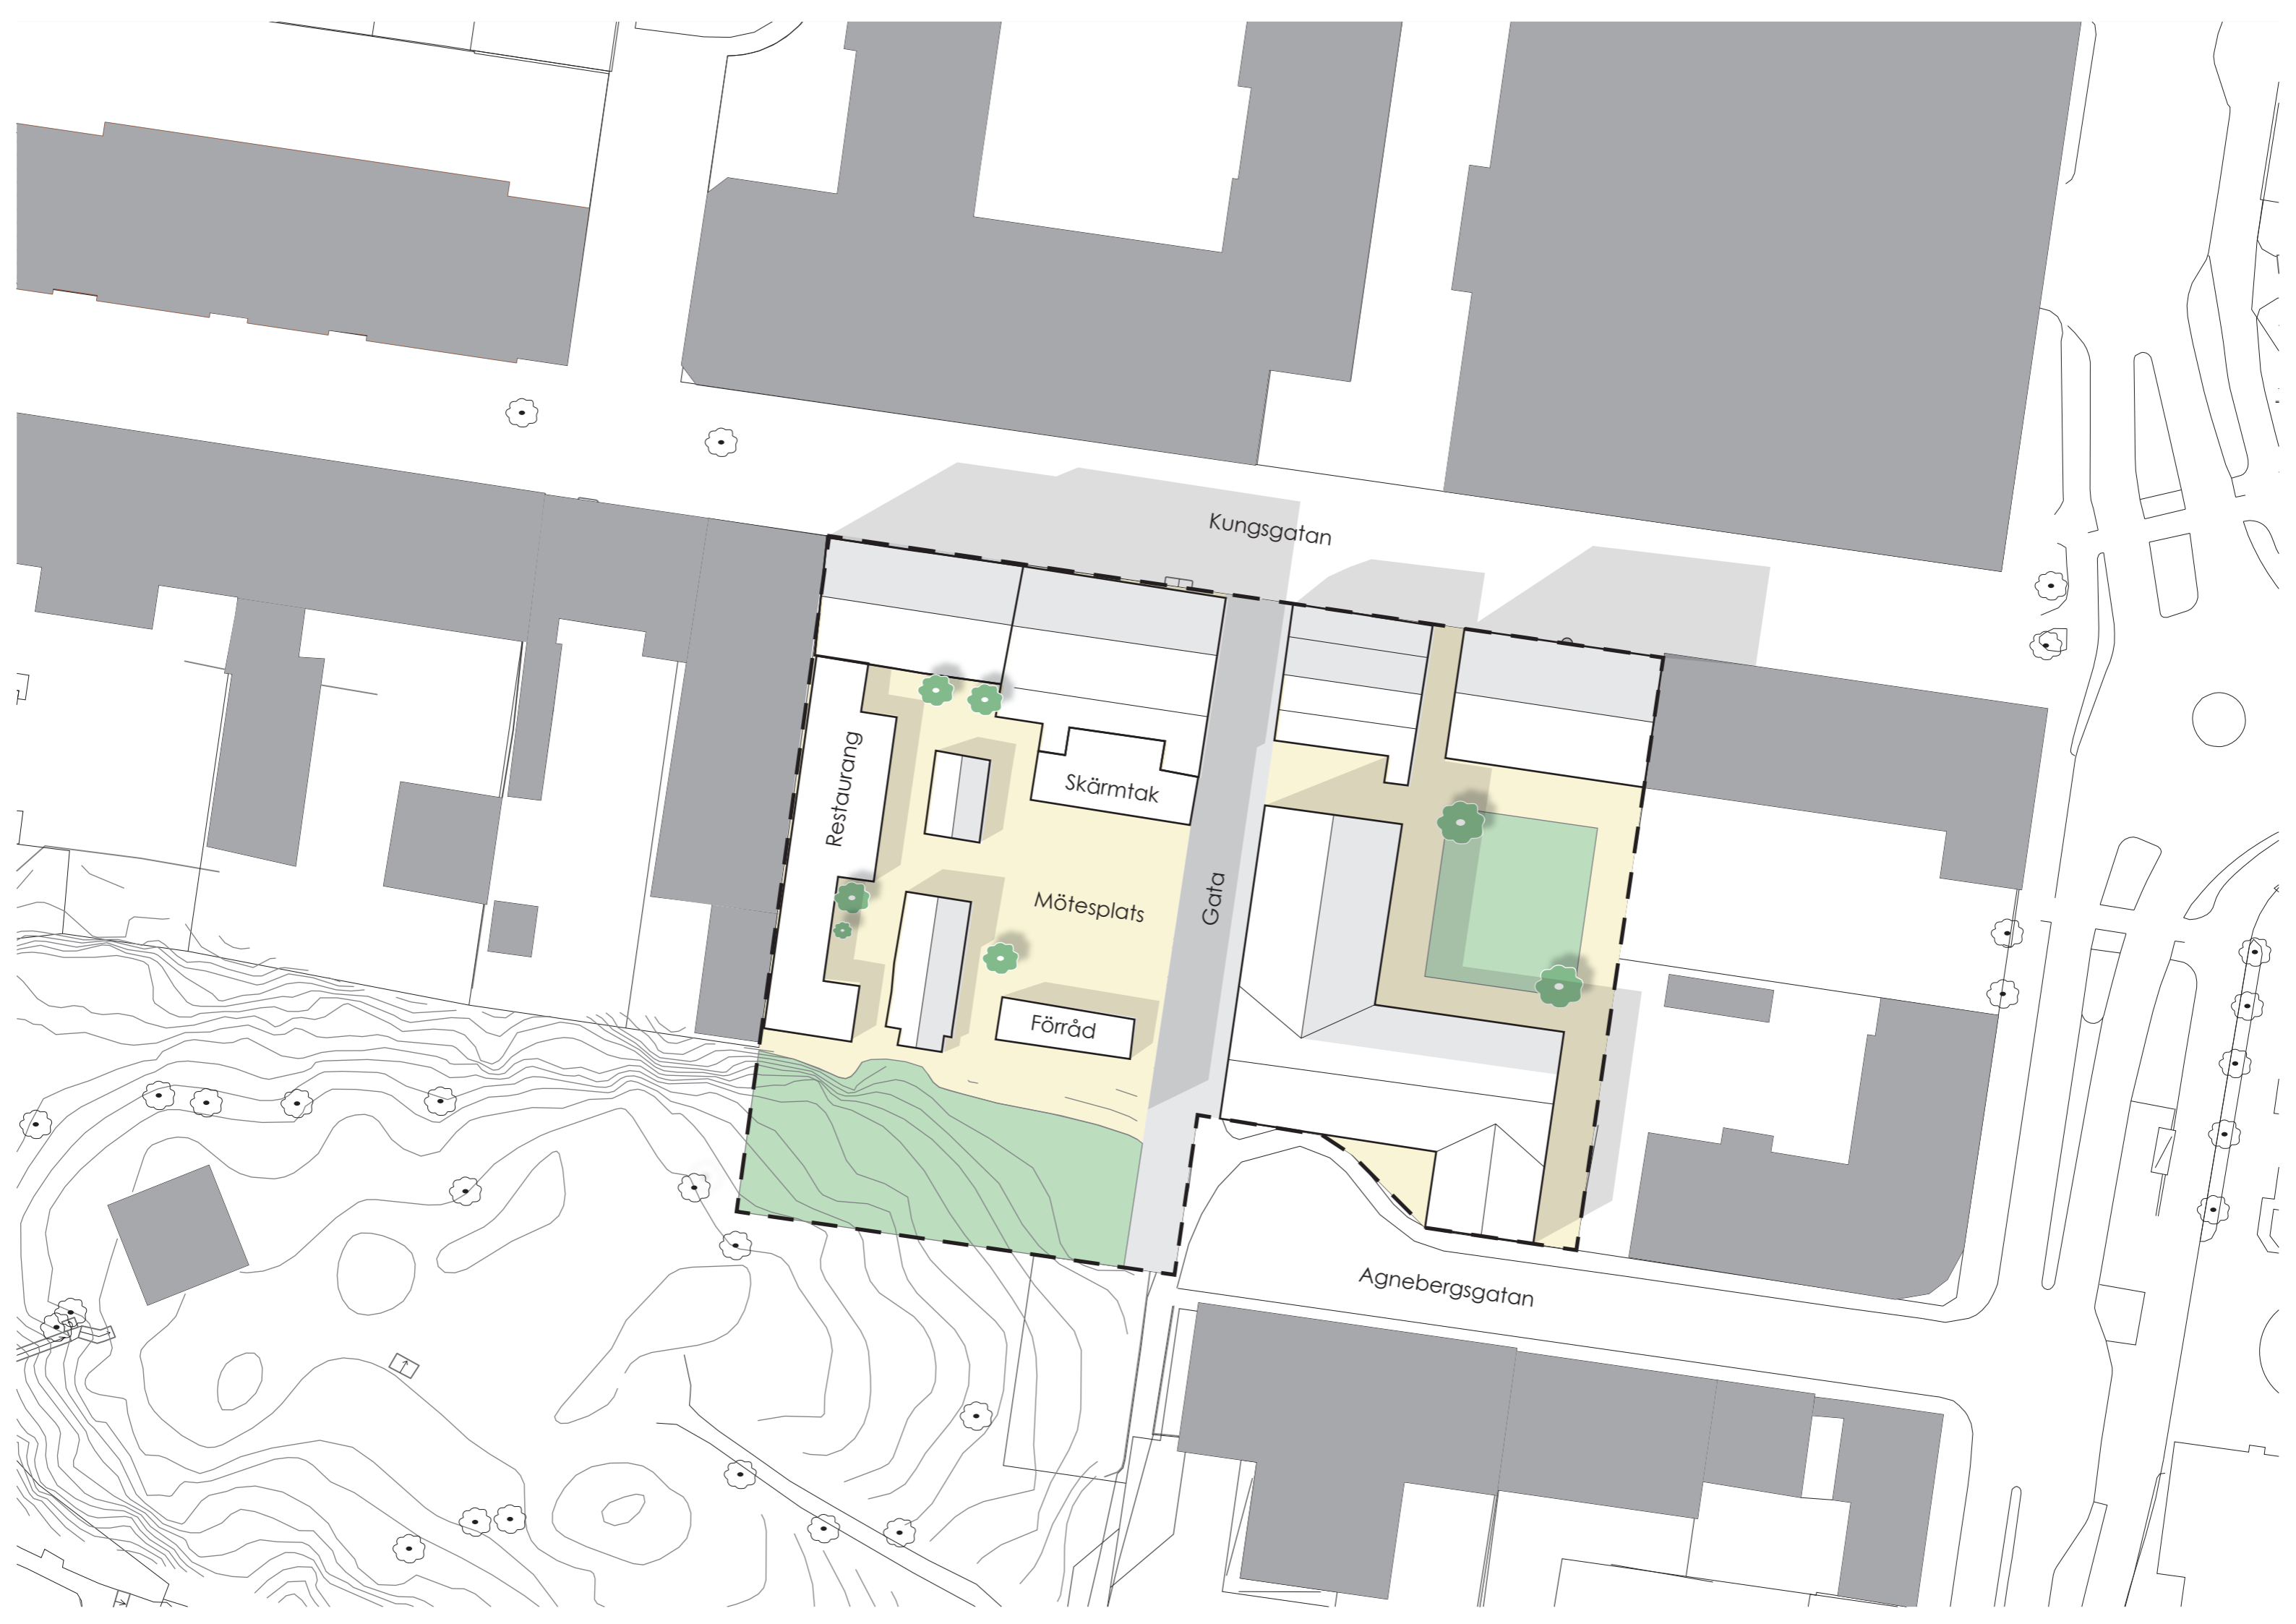 Kungsgatan
Restaurang
Skärmtak
Gata
Mötesplats
Förråd
Agnebergsgatan